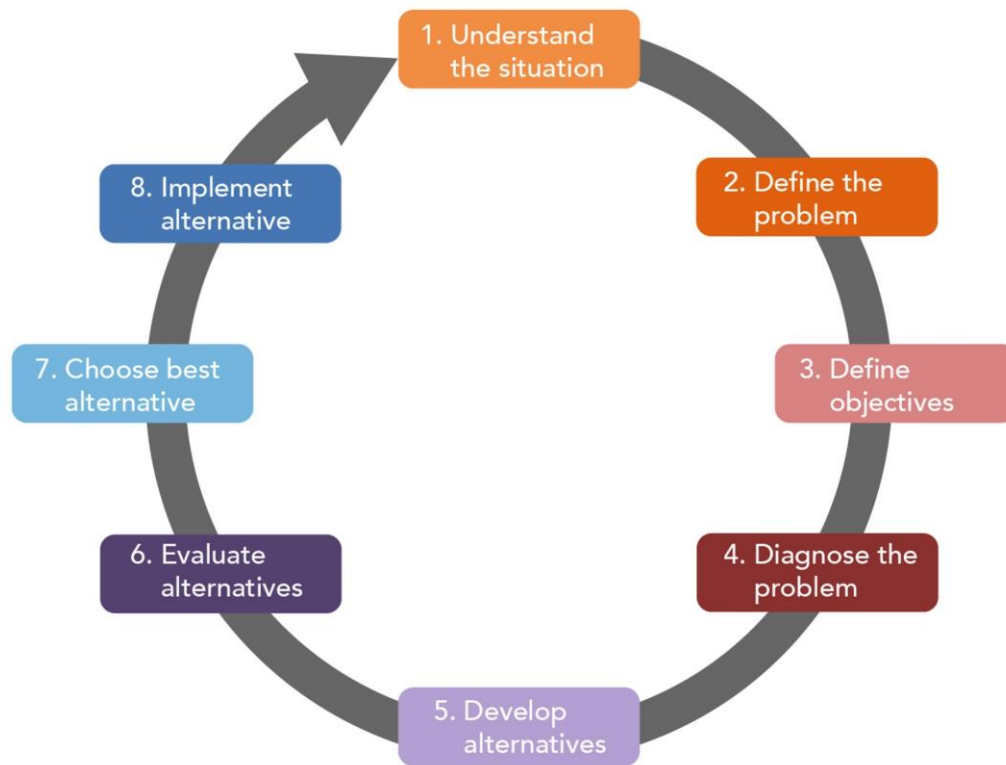 1. Understand
the situation
2. Define the
problem
3. Define
objectives
4. Diagnose the
problem
5. Develop
alternatives
6. Evaluate
alternatives
7. Choose best
alternative
8. Implement
alternative